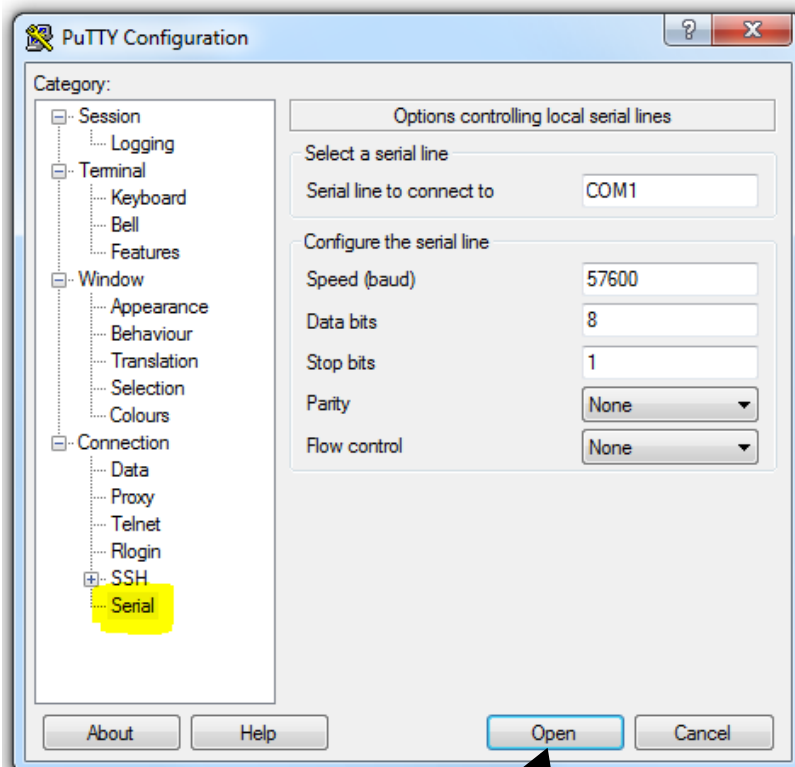 PuTTY Configuration
Category:
Session
Logging
Terminal
Keyboard
Bell
Features
Window
Appearance
Behaviour
Translation
Selection
Colours
Connection
Data
Proxy
Telnet
Rlogin
SSH
Serial
Options controlling local serial lines
Select a serial line
Serial line to connect to COM1
Configure the serial line
Speed (baud) 57600
Data bits 8
Stop bits 1
Parity None
Flow control None
About Help Open Cancel